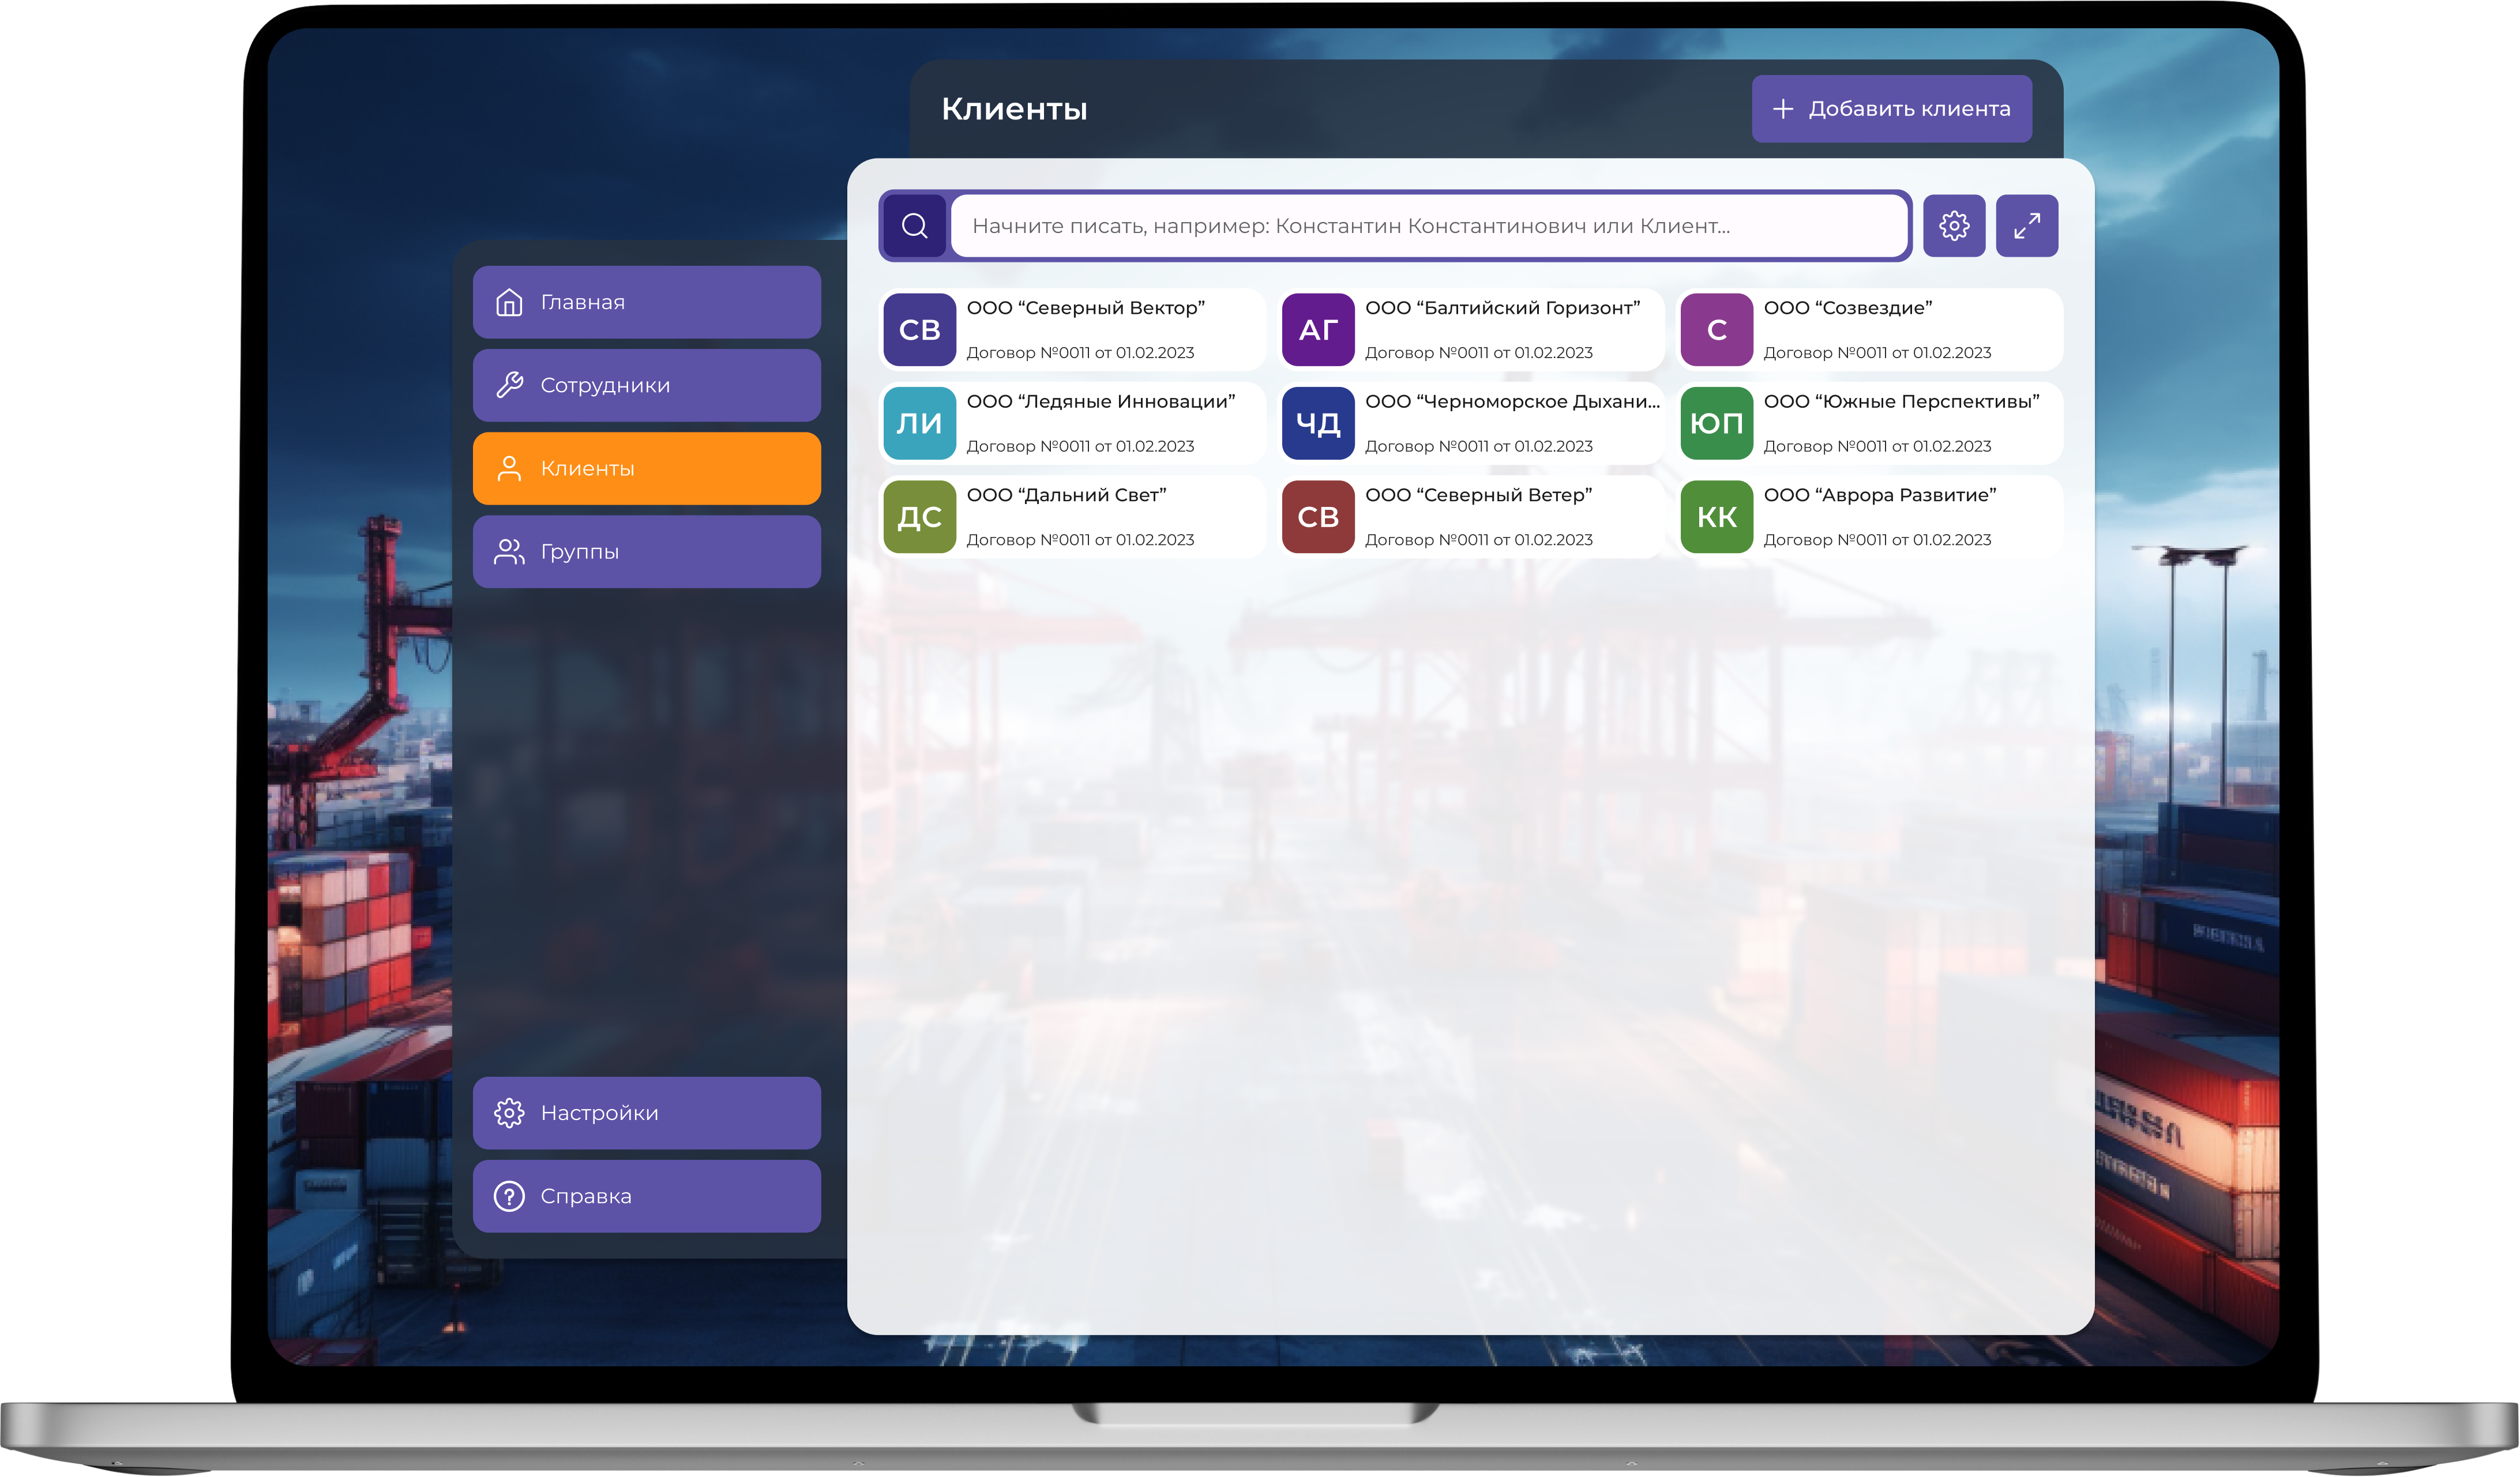 Клиенты
+ Добавить клиента
Начните писать, например: Константин Константинович или Клиент...
Главная
Сотрудники
Клиенты
Группы
Настройки
Справка
СВ
ООО “Северный Вектор”
Договор №0011 от 01.02.2023
АГ
ООО “Балтийский Горизонт”
Договор №0011 от 01.02.2023
С
ООО “Созвездие”
Договор №0011 от 01.02.2023
ЛИ
ООО “Ледяные Инновации”
Договор №0011 от 01.02.2023
ЧД
ООО “Черноморское Дыхани...
Договор №0011 от 01.02.2023
ЮП
ООО “Южные Перспективы”
Договор №0011 от 01.02.2023
ДС
ООО “Дальний Свет”
Договор №0011 от 01.02.2023
СВ
ООО “Северный Ветер”
Договор №0011 от 01.02.2023
КК
ООО “Аврора Развитие”
Договор №0011 от 01.02.2023